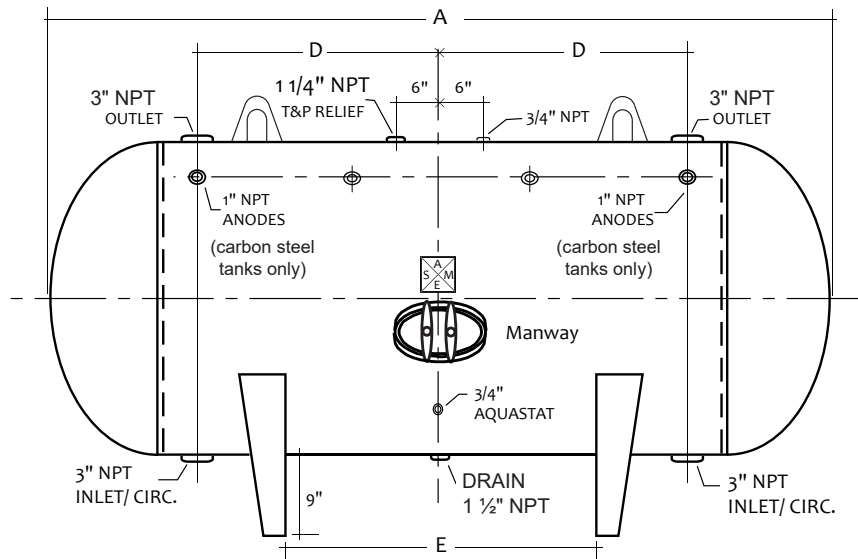 A
D
D
6"
6"
1 1/4" NPT
T&P RELIEF
3/4" NPT
3" NPT
OUTLET
3" NPT
OUTLET
1" NPT
ANODES
(carbon steel
tanks only)
1" NPT
ANODES
(carbon steel
tanks only)
A
S M
E
Manway
3/4"
AQUASTAT
3" NPT
INLET/ CIRC.
9"
DRAIN
1 ½" NPT
3" NPT
INLET/ CIRC.
E